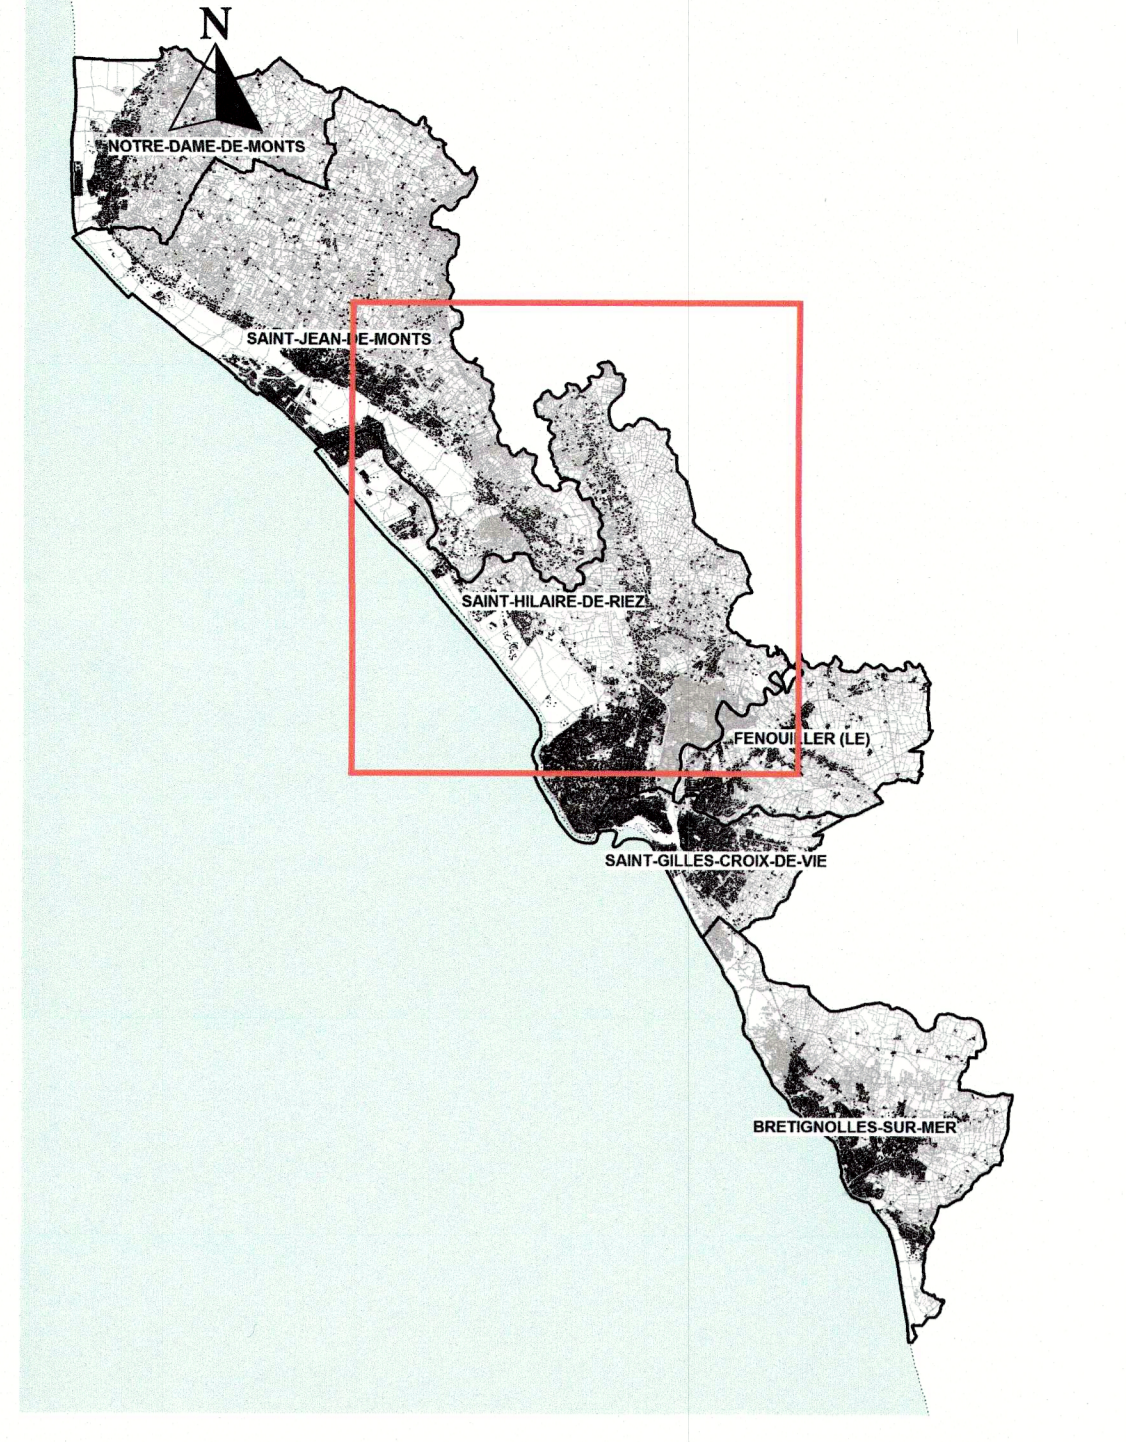 N
NOTRE-DAME-DE-MONTS
SAINT-JEAN-DE-MONTS
SAINT-HILAIRE-DE-RIEZ
FENOUILLER (LE)
SAINT-GILLES-CROIX-DE-VIE
BRETIGNOLLES-SUR-MER